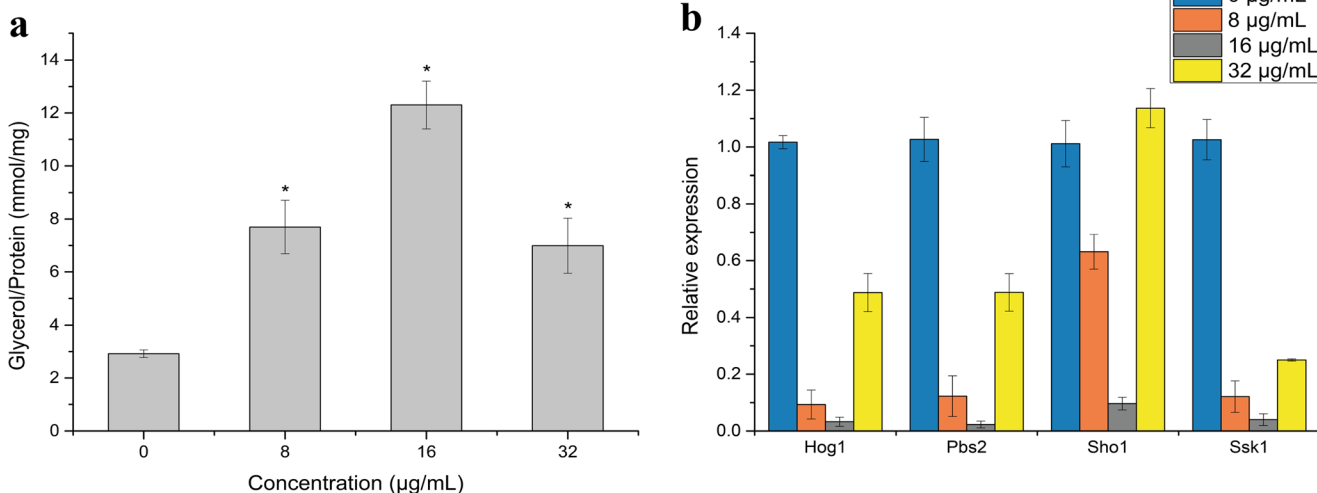 a
Glycerol/Protein (mmol/mg)
14
12
10
8
6
4
2
0
*
*
*
0 8 16 32
Concentration (µg/mL)
b
µg/mL
8 µg/mL
16 µg/mL
32 µg/mL
Relative expression
1.4
1.2
1.0
0.8
0.6
0.4
0.2
0.0
Hog1 Pbs2 Sho1 Ssk1